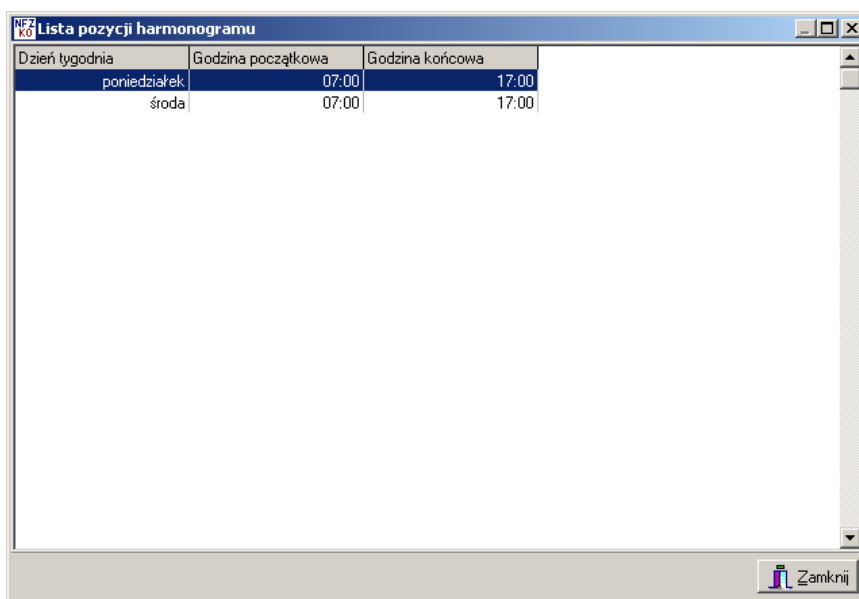 NFZ KO Lista pozycji harmonogramu
Dzień tygodnia Godzina początkowa Godzina końcowa
poniedziałek 07:00 17:00
środa 07:00 17:00
Zamknij